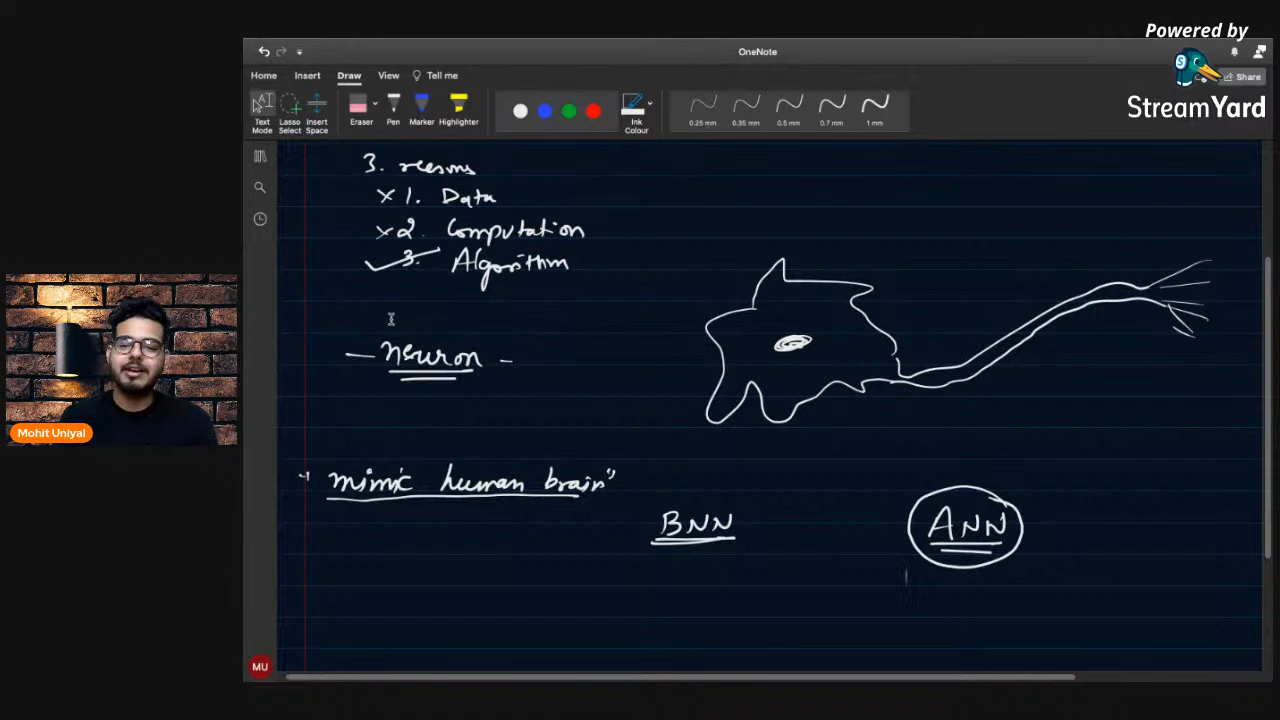 Powered by
StreamYard
OneNote
Home Insert Draw View Tell me
Share
Text Mode
Lasso Select
Insert Space
Eraser
Pen
Marker
Highlighter
Ink Colour
0.25 mm 0.35 mm 0.5 mm 0.7 mm 1 mm
3. reasons
x 1. Data
x 2. Computation
3. Algorithm
- neuron -
"mimic human brain"
BNN
ANN
Mohit Uniyal
MU